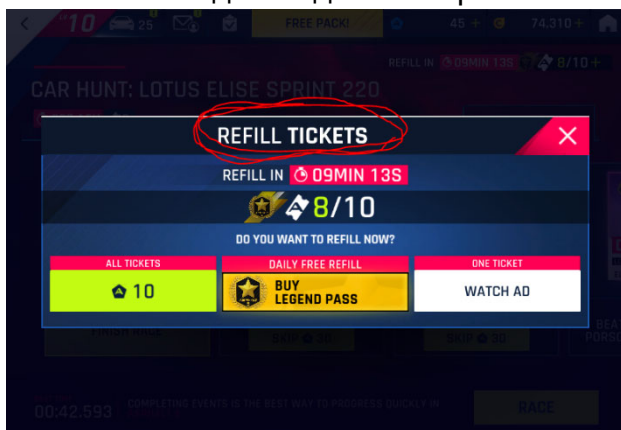 10 25 FREE PACK! 45 + 74,310 +
REFILL IN 09MIN 13S 8/10 +
CAR HUNT: LOTUS ELISE SPRINT 220
REFILL TICKETS
REFILL IN 09MIN 13S
8/10
DO YOU WANT TO REFILL NOW?
ALL TICKETS
10
DAILY FREE REFILL
BUY
LEGEND PASS
ONE TICKET
WATCH AD
FINISH RACE
SKIP 30
SKIP 30
00:42.593
COMPLETING EVENTS IS THE BEST WAY TO PROGRESS QUICKLY IN
RACE